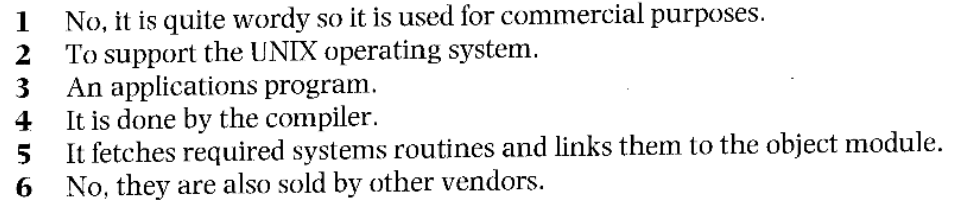 1 No, it is quite wordy so it is used for commercial purposes.
2 To support the UNIX operating system.
3 An applications program.
4 It is done by the compiler.
5 It fetches required systems routines and links them to the object module.
6 No, they are also sold by other vendors.